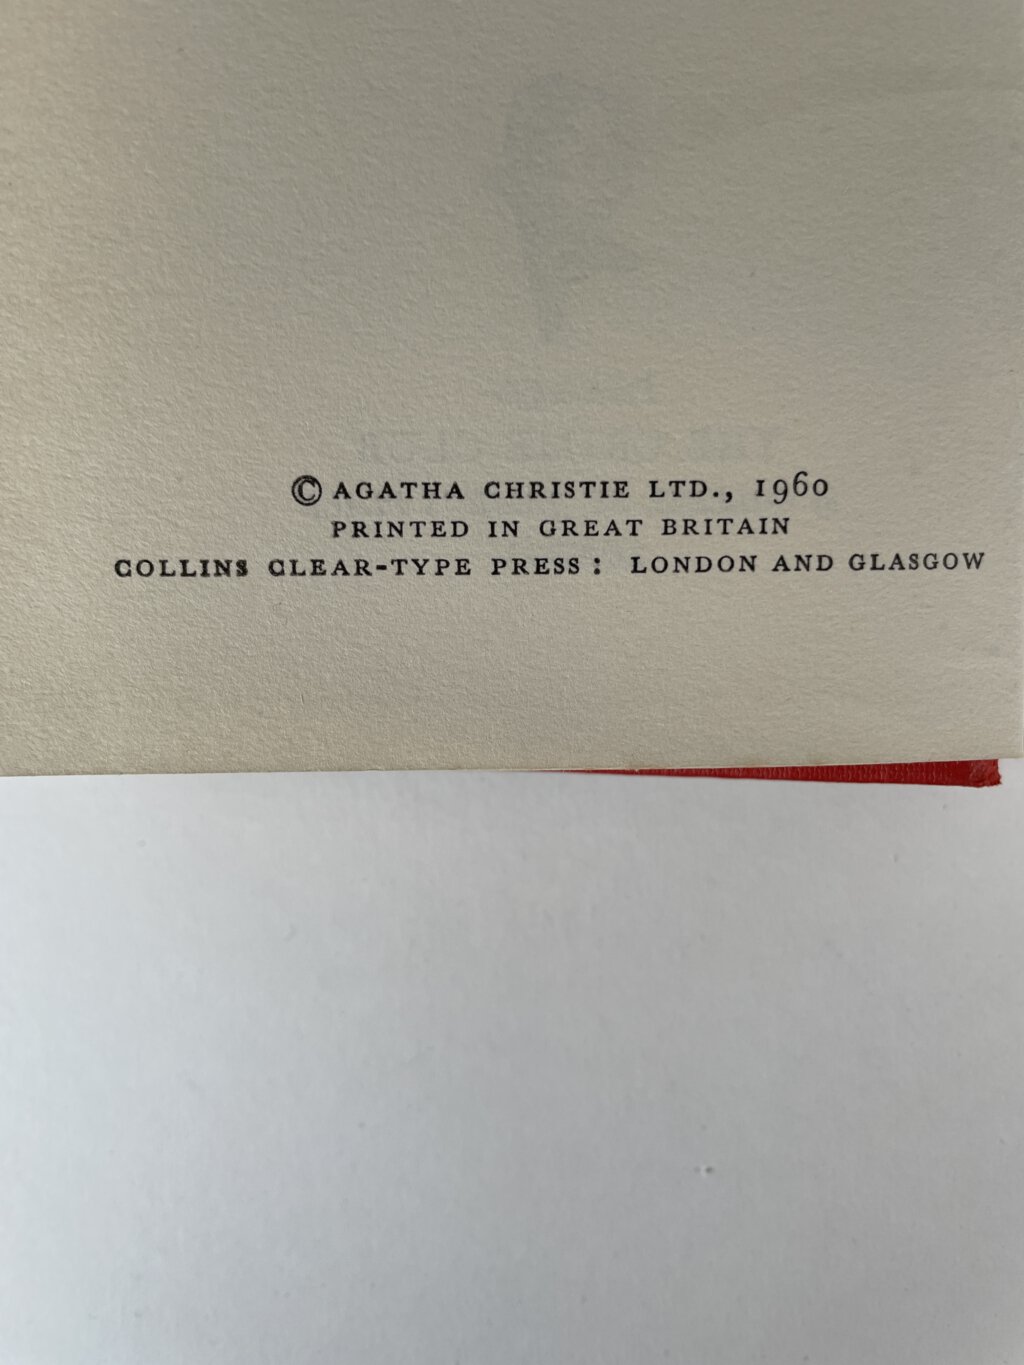 © AGATHA CHRISTIE LTD., 1960
PRINTED IN GREAT BRITAIN
COLLINS CLEAR-TYPE PRESS : LONDON AND GLASGOW